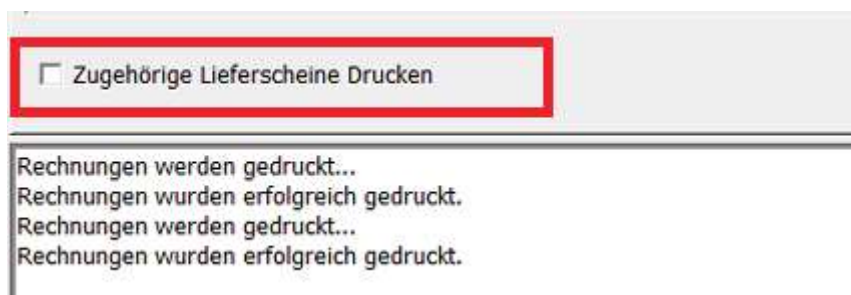 Zugehörige Lieferscheine Drucken
Rechnungen werden gedruckt...
Rechnungen wurden erfolgreich gedruckt.
Rechnungen werden gedruckt...
Rechnungen wurden erfolgreich gedruckt.